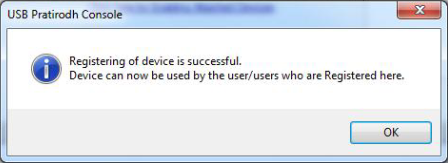 USB Pratirodh Console
Registering of device is successful.
Device can now be used by the user/users who are Registered here.
OK